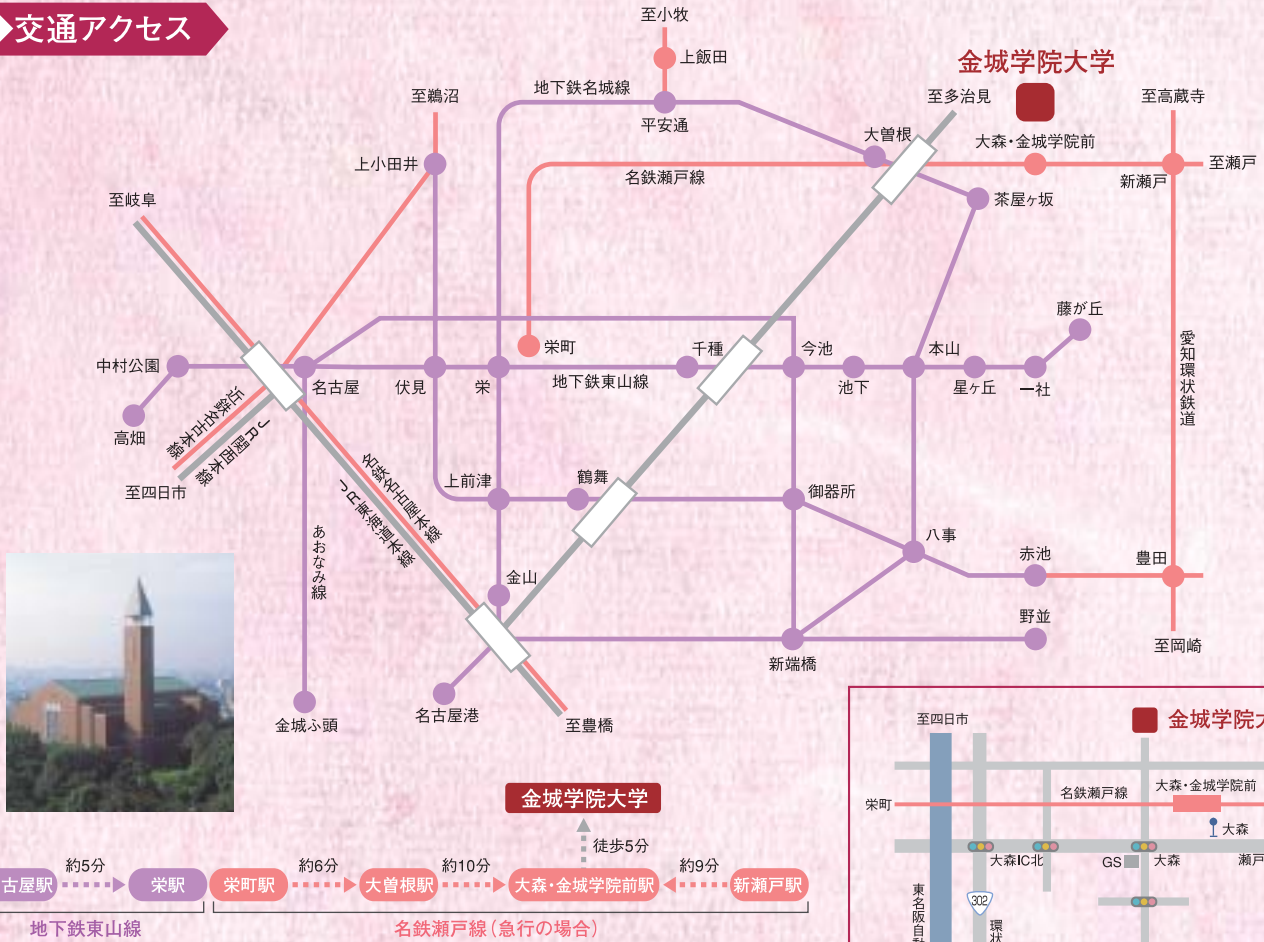 交通アクセス
至小牧
上飯田
金城学院大学
地下鉄名城線
至鵜沼
至多治見
至高蔵寺
平安通
大曽根
大森・金城学院前
上小田井
名鉄瀬戸線
新瀬戸
至瀬戸
至岐阜
茶屋ヶ坂
藤が丘
栄町
千種
今池
本山
中村公園
名古屋
伏見
栄
地下鉄東山線
池下
星ヶ丘
一社
愛知環状鉄道
高畑
近鉄名古屋線
JR関西本線
至四日市
名鉄名古屋本線
JR東海道本線
上前津
鶴舞
御器所
あおなみ線
八事
金山
赤池
豊田
野並
新端橋
至岡崎
金城ふ頭
名古屋港
至豊橋
至四日市
金城学院大
栄町
名鉄瀬戸線
大森・金城学院前
大森
大森IC北
GS
大森
瀬戸
302
東名阪自動
環状
金城学院大学
徒歩5分
古屋駅
約5分
栄駅
栄町駅
約6分
大曽根駅
約10分
大森・金城学院前駅
約9分
新瀬戸駅
地下鉄東山線
名鉄瀬戸線（急行の場合）